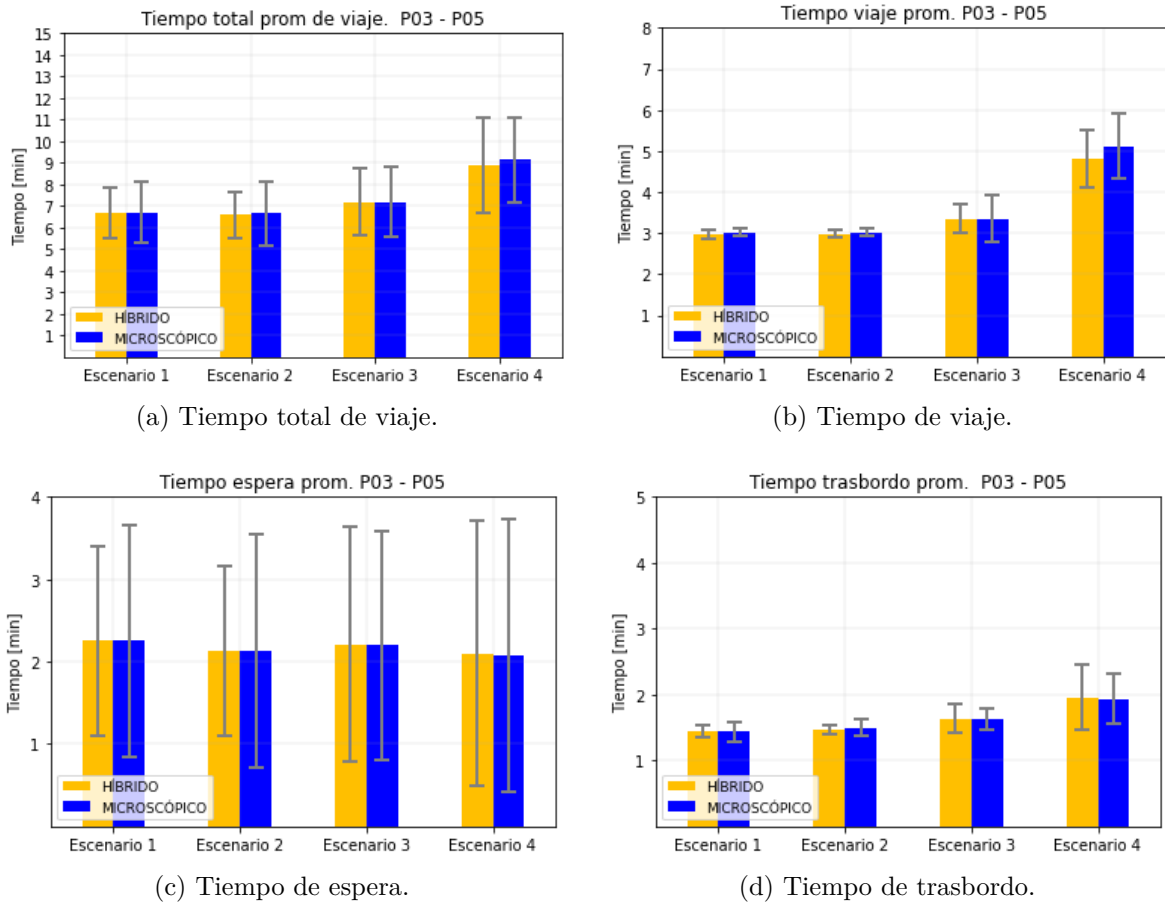 Tiempo total prom de viaje.  P03 - P05
15
14
13
12
11
10
9
8
7
6
5
4
3
2
1
Tiempo [min]
HÍBRIDO
MICROSCÓPICO
Escenario 1 Escenario 2 Escenario 3 Escenario 4
(a) Tiempo total de viaje.
Tiempo viaje prom. P03 - P05
8
7
6
5
4
3
2
1
Tiempo [min]
HÍBRIDO
MICROSCÓPICO
Escenario 1 Escenario 2 Escenario 3 Escenario 4
(b) Tiempo de viaje.
Tiempo espera prom. P03 - P05
4
3
2
1
Tiempo [min]
HÍBRIDO
MICROSCÓPICO
Escenario 1 Escenario 2 Escenario 3 Escenario 4
(c) Tiempo de espera.
Tiempo trasbordo prom.  P03 - P05
5
4
3
2
1
Tiempo [min]
HÍBRIDO
MICROSCÓPICO
Escenario 1 Escenario 2 Escenario 3 Escenario 4
(d) Tiempo de trasbordo.